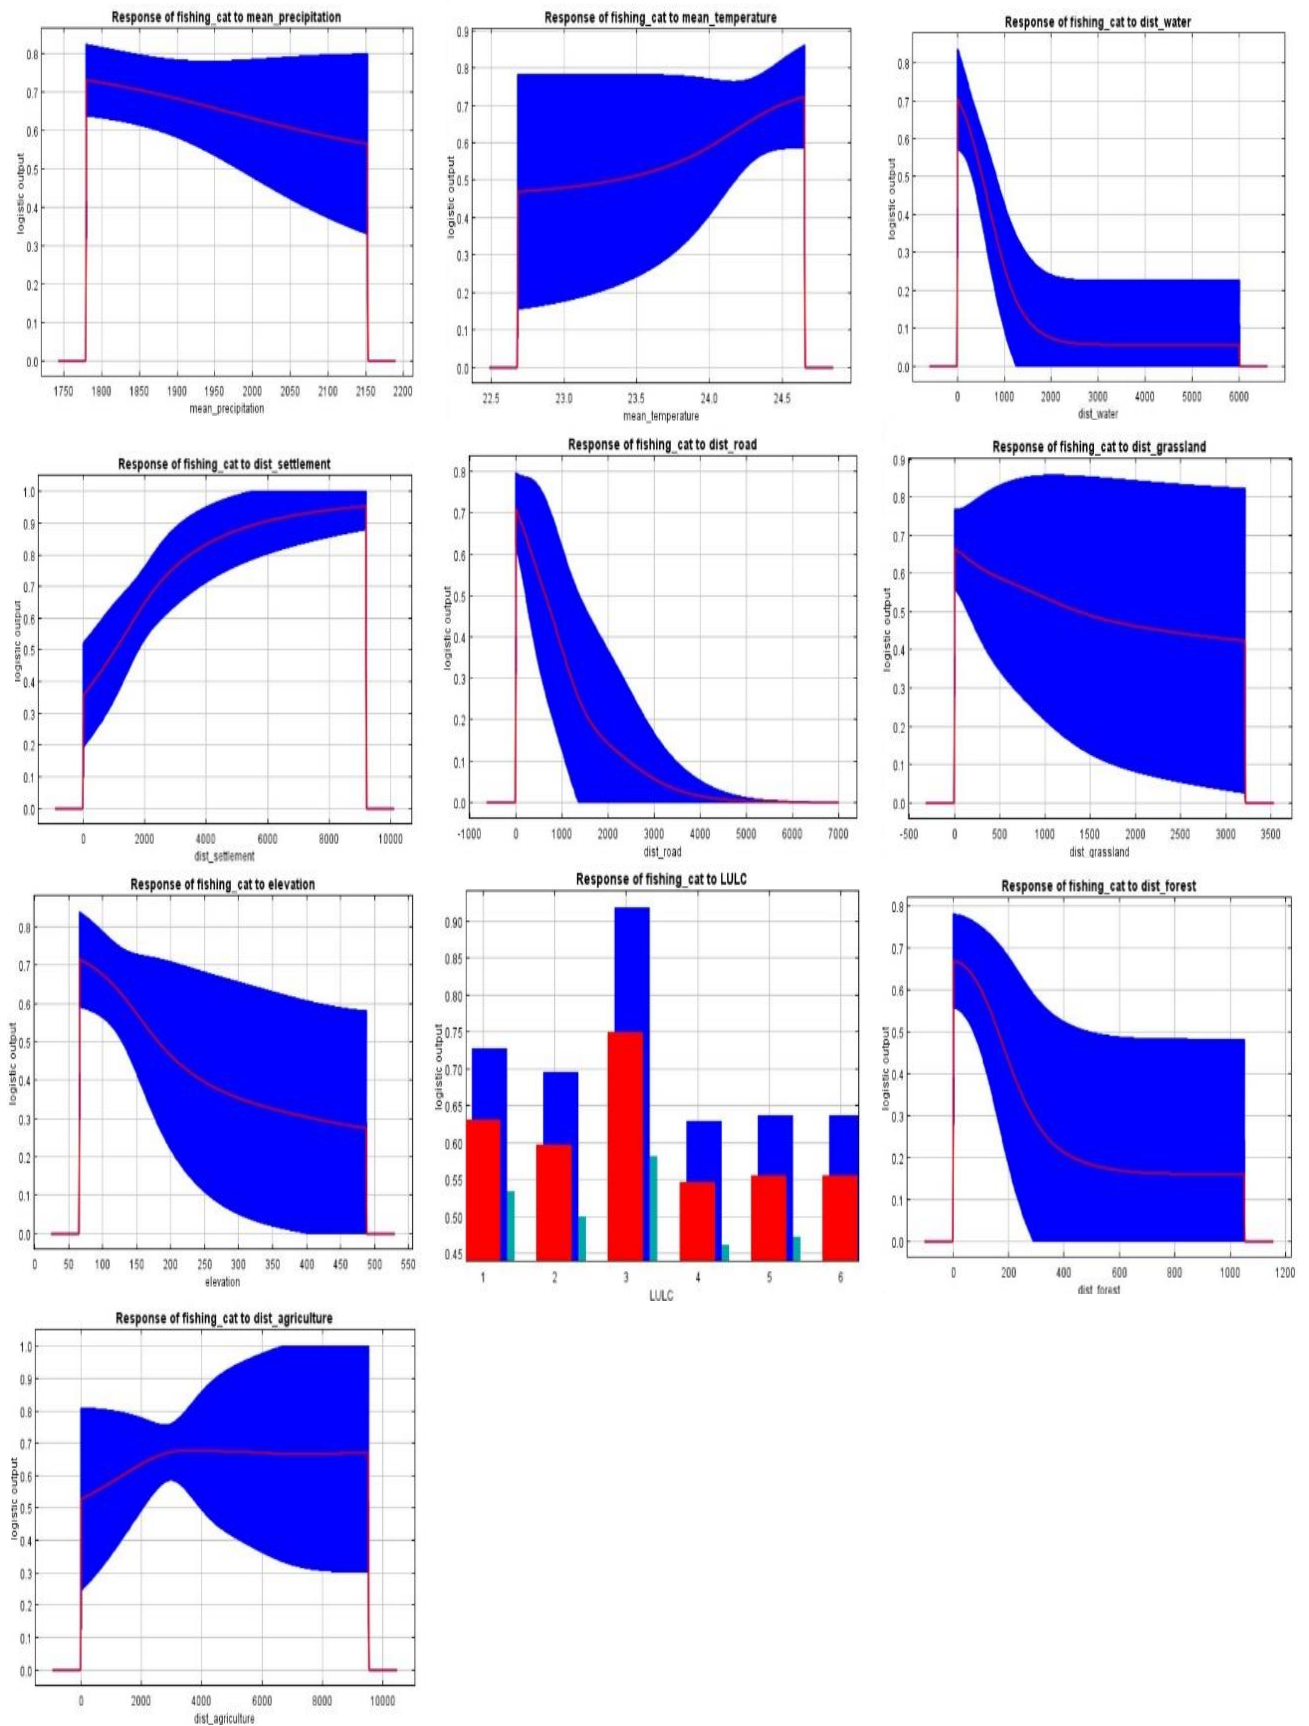 Response of fishing_cat to mean_precipitation
logistic output
0.8
0.7
0.6
0.5
0.4
0.3
0.2
0.1
0.0
1750 1800 1850 1900 1950 2000 2050 2100 2150 2200
mean_precipitation
Response of fishing_cat to mean_temperature
logistic output
0.9
0.8
0.7
0.6
0.5
0.4
0.3
0.2
0.1
0.0
22.5 23.0 23.5 24.0 24.5
mean_temperature
Response of fishing_cat to dist_water
logistic output
0.8
0.7
0.6
0.5
0.4
0.3
0.2
0.1
0.0
0 1000 2000 3000 4000 5000 6000
dist_water
Response of fishing_cat to dist_settlement
logistic output
1.0
0.9
0.8
0.7
0.6
0.5
0.4
0.3
0.2
0.1
0.0
0 2000 4000 6000 8000 10000
dist_settlement
Response of fishing_cat to dist_road
logistic output
0.8
0.7
0.6
0.5
0.4
0.3
0.2
0.1
0.0
-1000 0 1000 2000 3000 4000 5000 6000 7000
dist_road
Response of fishing_cat to dist_grassland
logistic output
0.9
0.8
0.7
0.6
0.5
0.4
0.3
0.2
0.1
0.0
-500 0 500 1000 1500 2000 2500 3000 3500
dist_grassland
Response of fishing_cat to elevation
logistic output
0.8
0.7
0.6
0.5
0.4
0.3
0.2
0.1
0.0
0 50 100 150 200 250 300 350 400 450 500 550
elevation
Response of fishing_cat to LULC
logistic output
0.90
0.85
0.80
0.75
0.70
0.65
0.60
0.55
0.50
0.45
1 2 3 4 5 6
LULC
Response of fishing_cat to dist_forest
logistic output
0.8
0.7
0.6
0.5
0.4
0.3
0.2
0.1
0.0
0 200 400 600 800 1000 1200
dist_forest
Response of fishing_cat to dist_agriculture
logistic output
1.0
0.9
0.8
0.7
0.6
0.5
0.4
0.3
0.2
0.1
0.0
0 2000 4000 6000 8000 10000
dist_agriculture